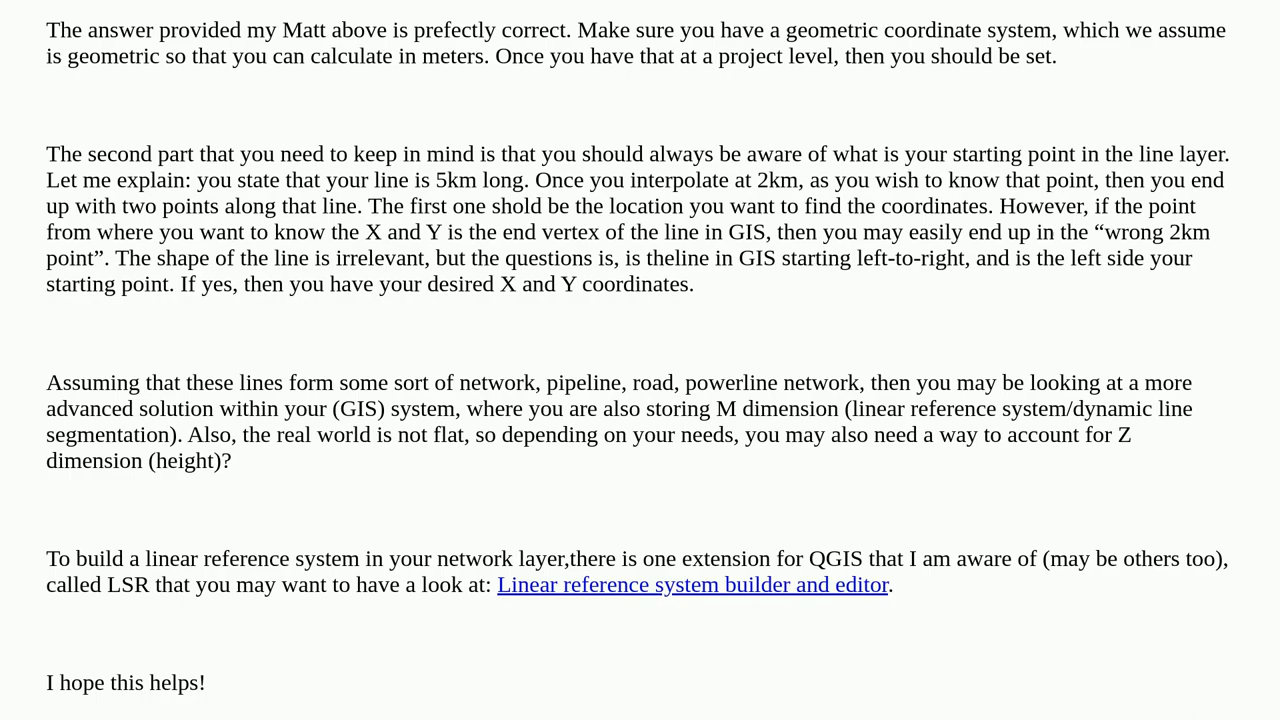 The answer provided my Matt above is prefectly correct. Make sure you have a geometric coordinate system, which we assume
is geometric so that you can calculate in meters. Once you have that at a project level, then you should be set.
The second part that you need to keep in mind is that you should always be aware of what is your starting point in the line layer.
Let me explain: you state that your line is 5km long. Once you interpolate at 2km, as you wish to know that point, then you end
up with two points along that line. The first one shold be the location you want to find the coordinates. However, if the point
from where you want to know the X and Y is the end vertex of the line in GIS, then you may easily end up in the “wrong 2km
point”. The shape of the line is irrelevant, but the questions is, is theline in GIS starting left-to-right, and is the left side your
starting point. If yes, then you have your desired X and Y coordinates.
Assuming that these lines form some sort of network, pipeline, road, powerline network, then you may be looking at a more
advanced solution within your (GIS) system, where you are also storing M dimension (linear reference system/dynamic line
segmentation). Also, the real world is not flat, so depending on your needs, you may also need a way to account for Z
dimension (height)?
To build a linear reference system in your network layer,there is one extension for QGIS that I am aware of (may be others too),
called LSR that you may want to have a look at: Linear reference system builder and editor.
I hope this helps!